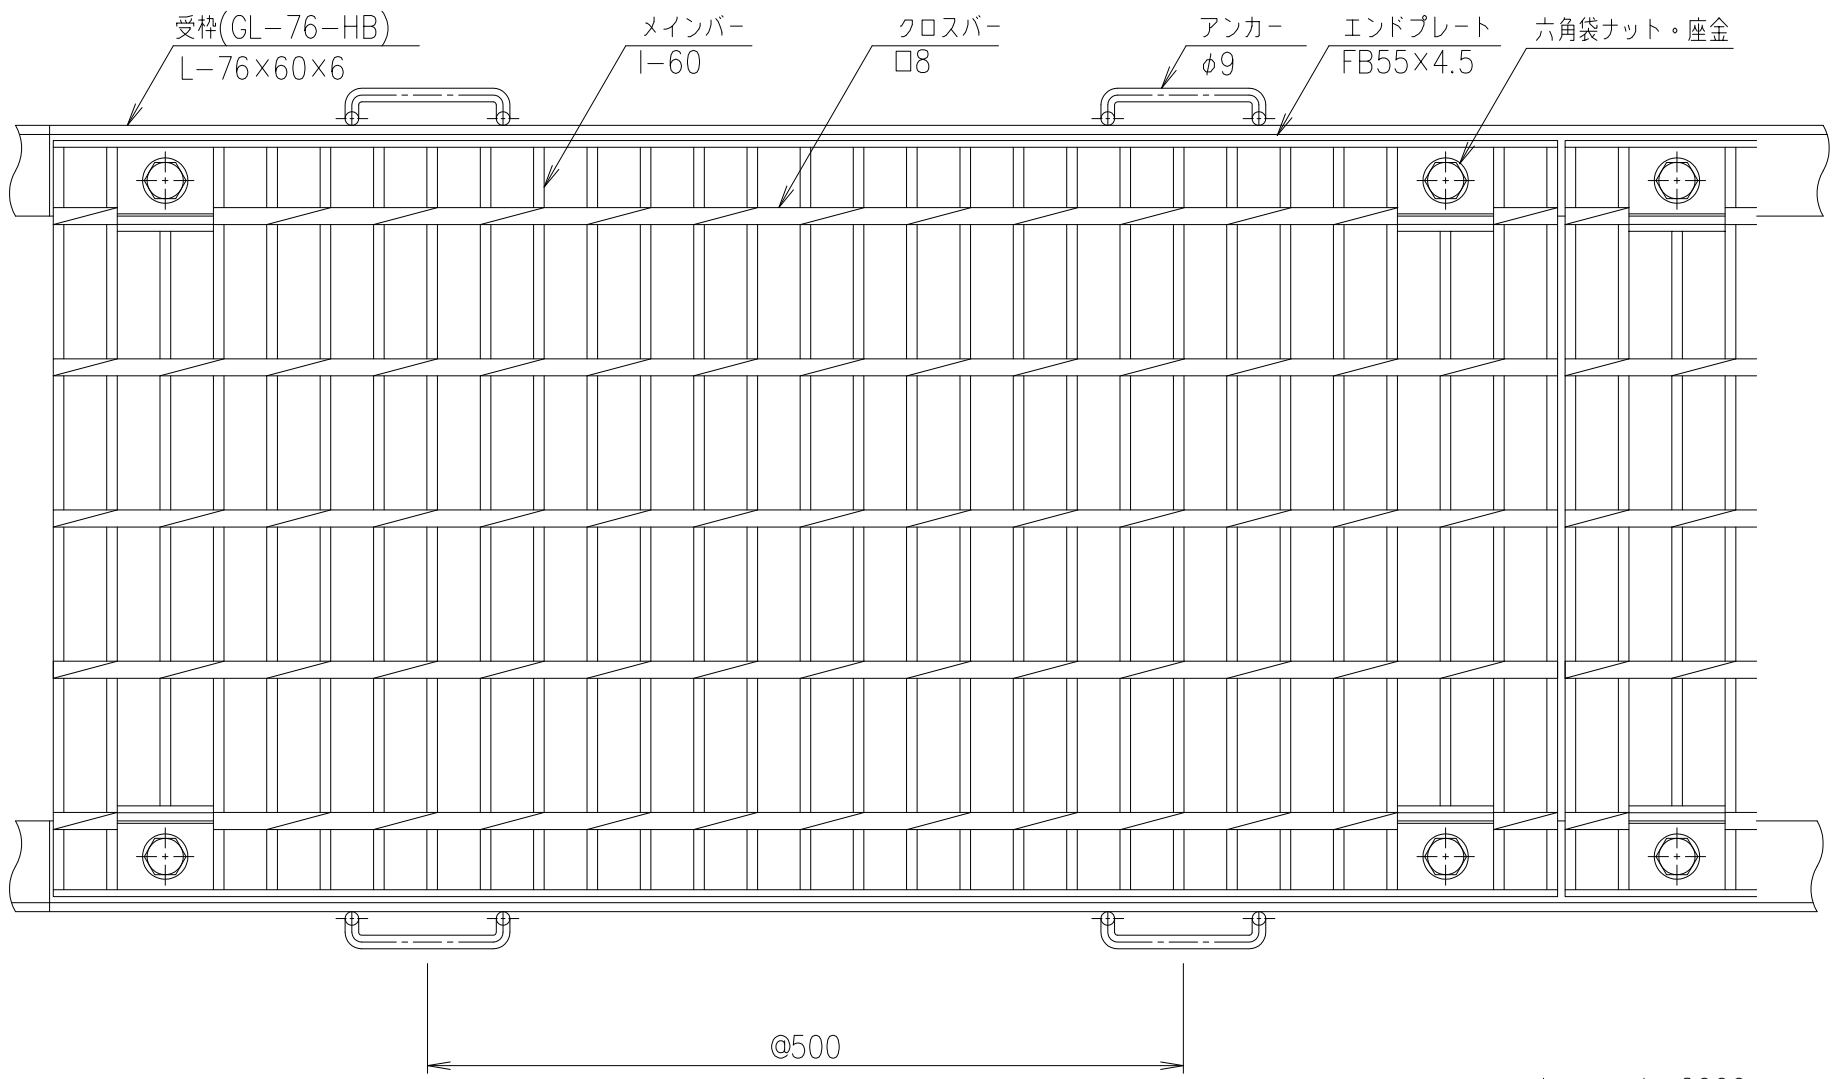 受枠(GL-76-HB)
L-76×60×6
メインバー
I-60
クロスバー
□8
アンカー
φ9
エンドプレート
FB55×4.5
六角袋ナット・座金
@500